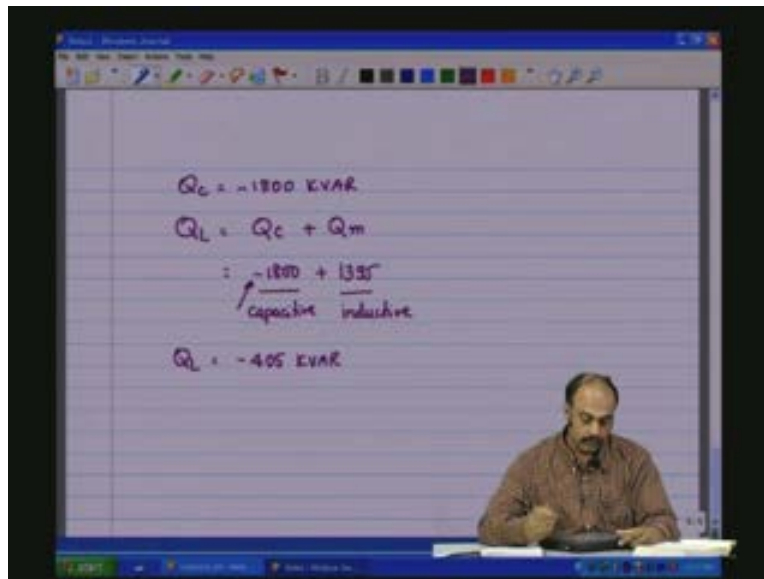 Qc = -1800 KVAR
QL = Qc + Qm
= -1800 + 1395
capacitive inductive
QL = -405 KVAR